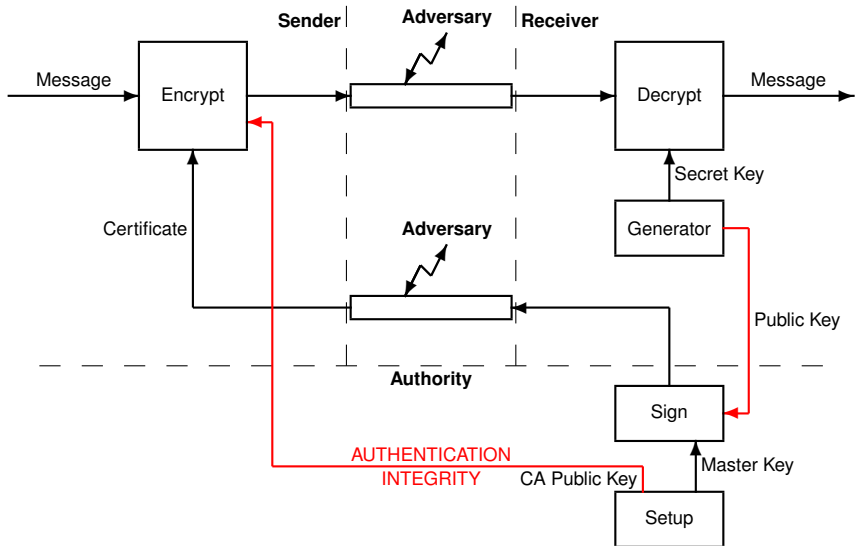 Sender
Adversary
Receiver
Message
Encrypt
Decrypt
Message
Secret Key
Generator
Certificate
Adversary
Public Key
Authority
Sign
AUTHENTICATION
INTEGRITY
CA Public Key
Master Key
Setup